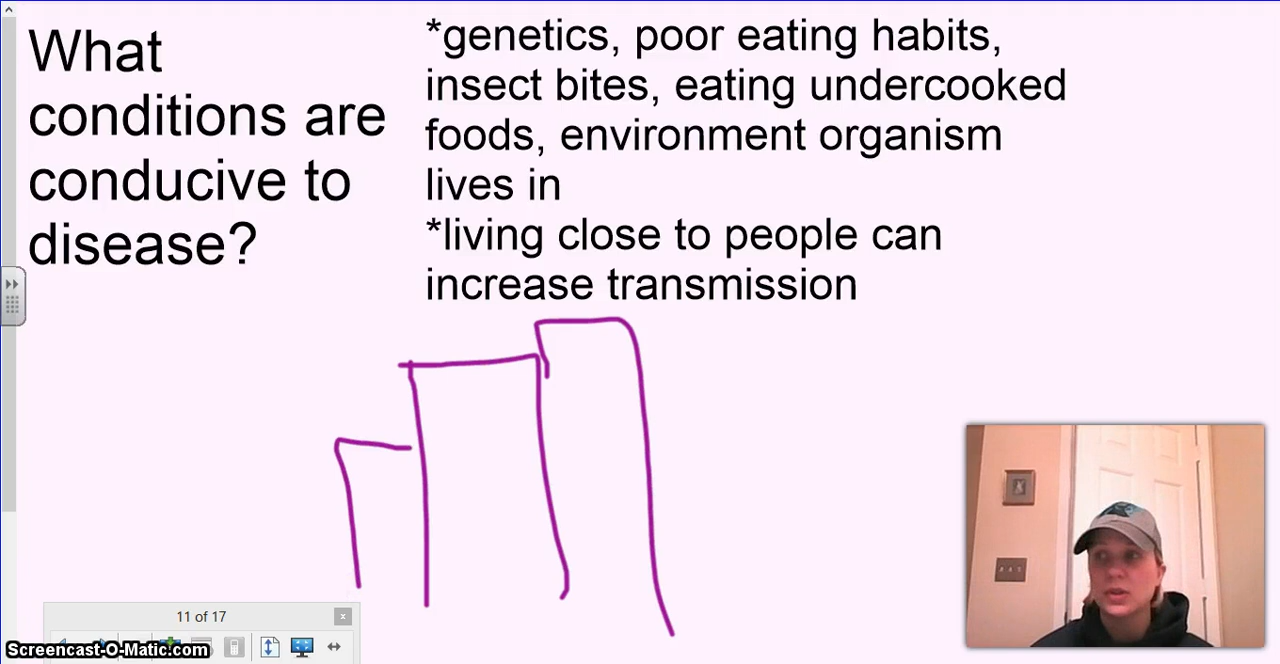 What
conditions are
conducive to
disease?
*genetics, poor eating habits,
insect bites, eating undercooked
foods, environment organism
lives in
*living close to people can
increase transmission
11 of 17
Screencast-O-Matic.com